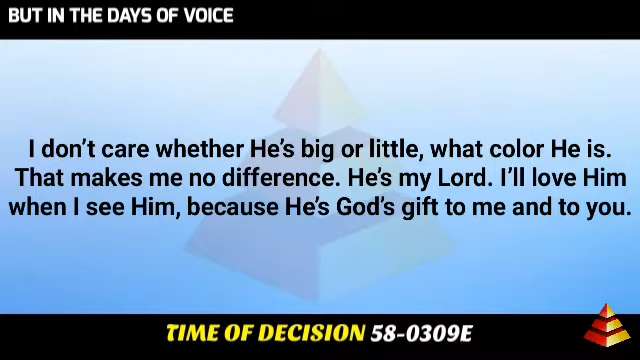 BUT IN THE DAYS OF VOICE
I don't care whether He's big or little, what color He is.
That makes me no difference. He's my Lord. I'll love Him
when I see Him, because He's God's gift to me and to you.
TIME OF DECISION 58-0309E